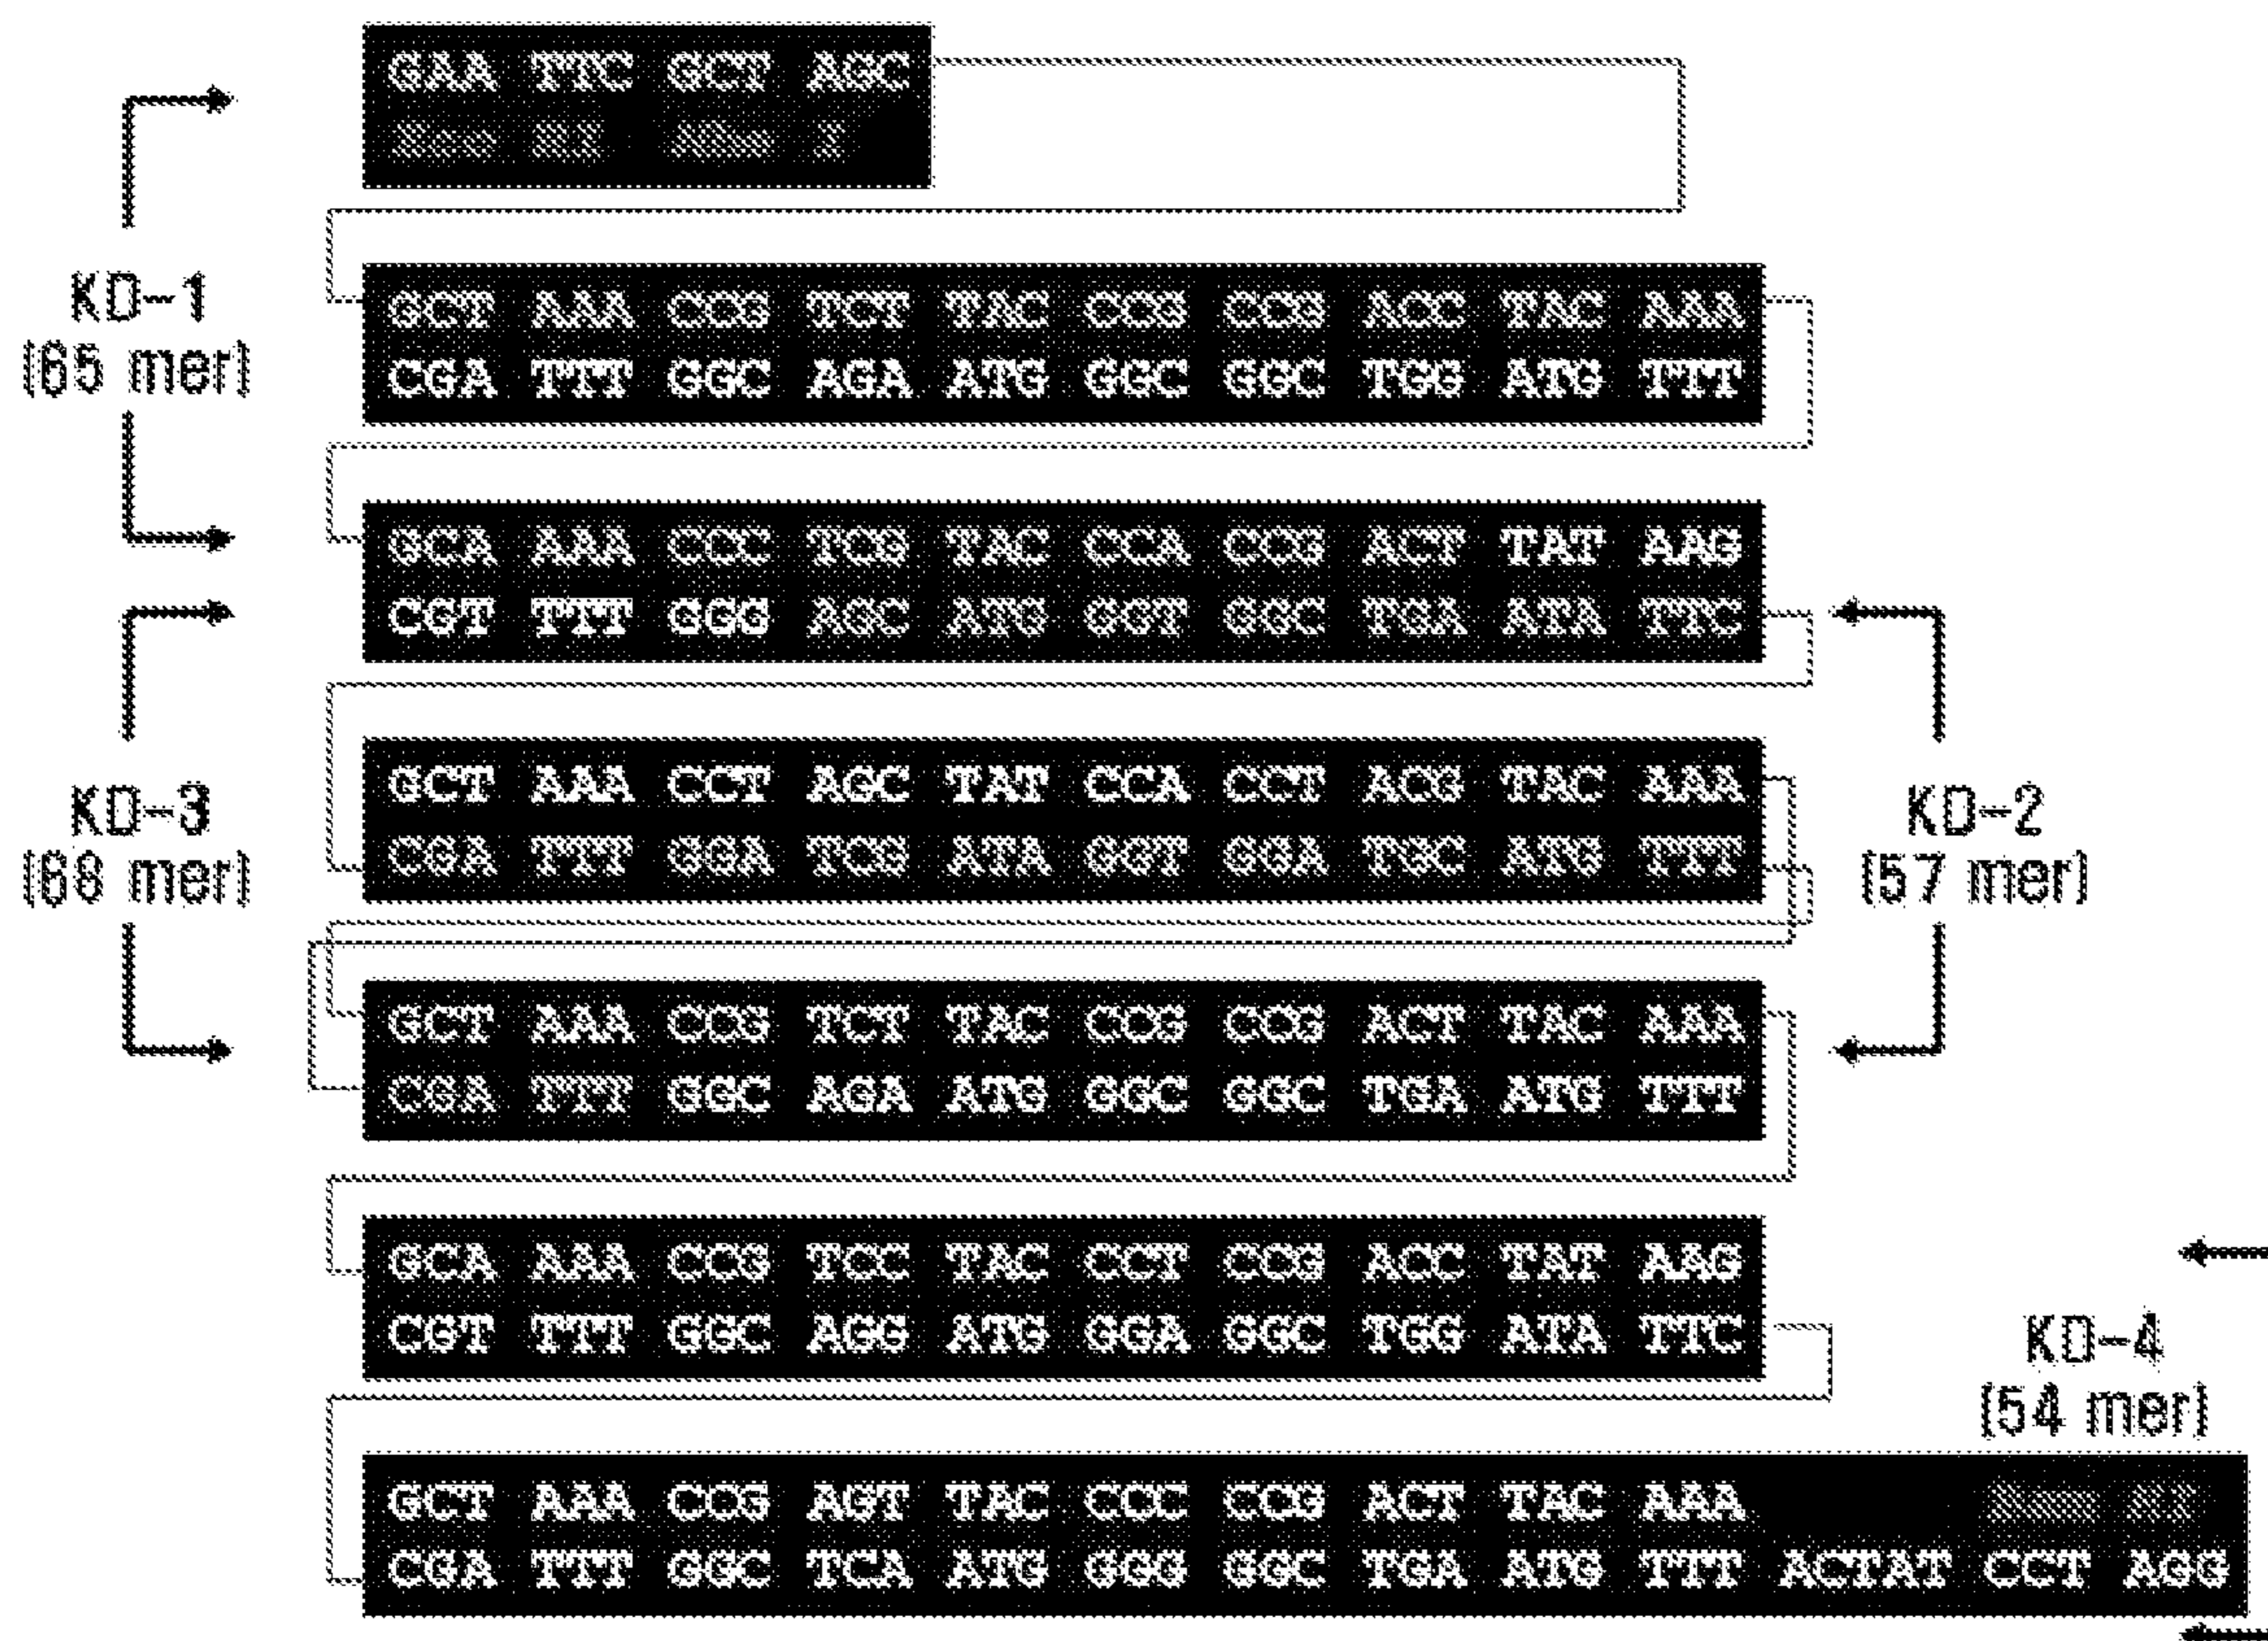 GAA TTC GCT AGC
Eco RI Nhe I
KD-1
(65 mer)
GCT AAA CCG TCT TAC CCG CCG ACC TAC AAA
CGA TTT GGC AGA ATG GGC GGC TGG ATG TTT
GCA AAA CCC TCG TAC CCA CCG ACT TAT AAG
CGT TTT GGG AGC ATG GGT GGC TGA ATA TTC
KD-3
(68 mer)
GCT AAA CCT AGC TAT CCA CCT ACG TAC AAA
CGA TTT GGA TCG ATA GGT GGA TGC ATG TTT
KD-2
(57 mer)
GCT AAA CCG TCT TAC CCG CCG ACT TAC AAA
CGA TTT GGC AGA ATG GGC GGC TGA ATG TTT
GCA AAA CCG TCC TAC CCT CCG ACC TAT AAG
CGT TTT GGC AGG ATG GGA GGC TGG ATA TTC
KD-4
(54 mer)
GCT AAA CCG AGT TAC CCC CCG ACT TAC AAA
CGA TTT GGC TCA ATG GGG GGC TGA ATG TTT ACTAT CCT AGG